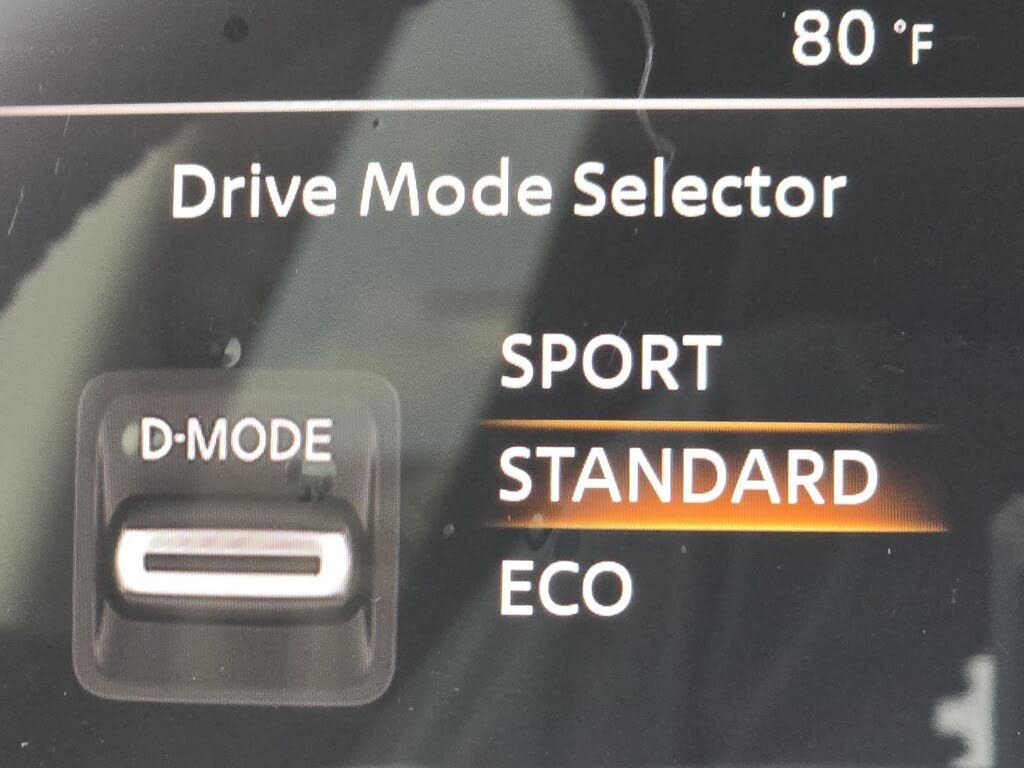 80 °F
Drive Mode Selector
SPORT
D-MODE
STANDARD
ECO